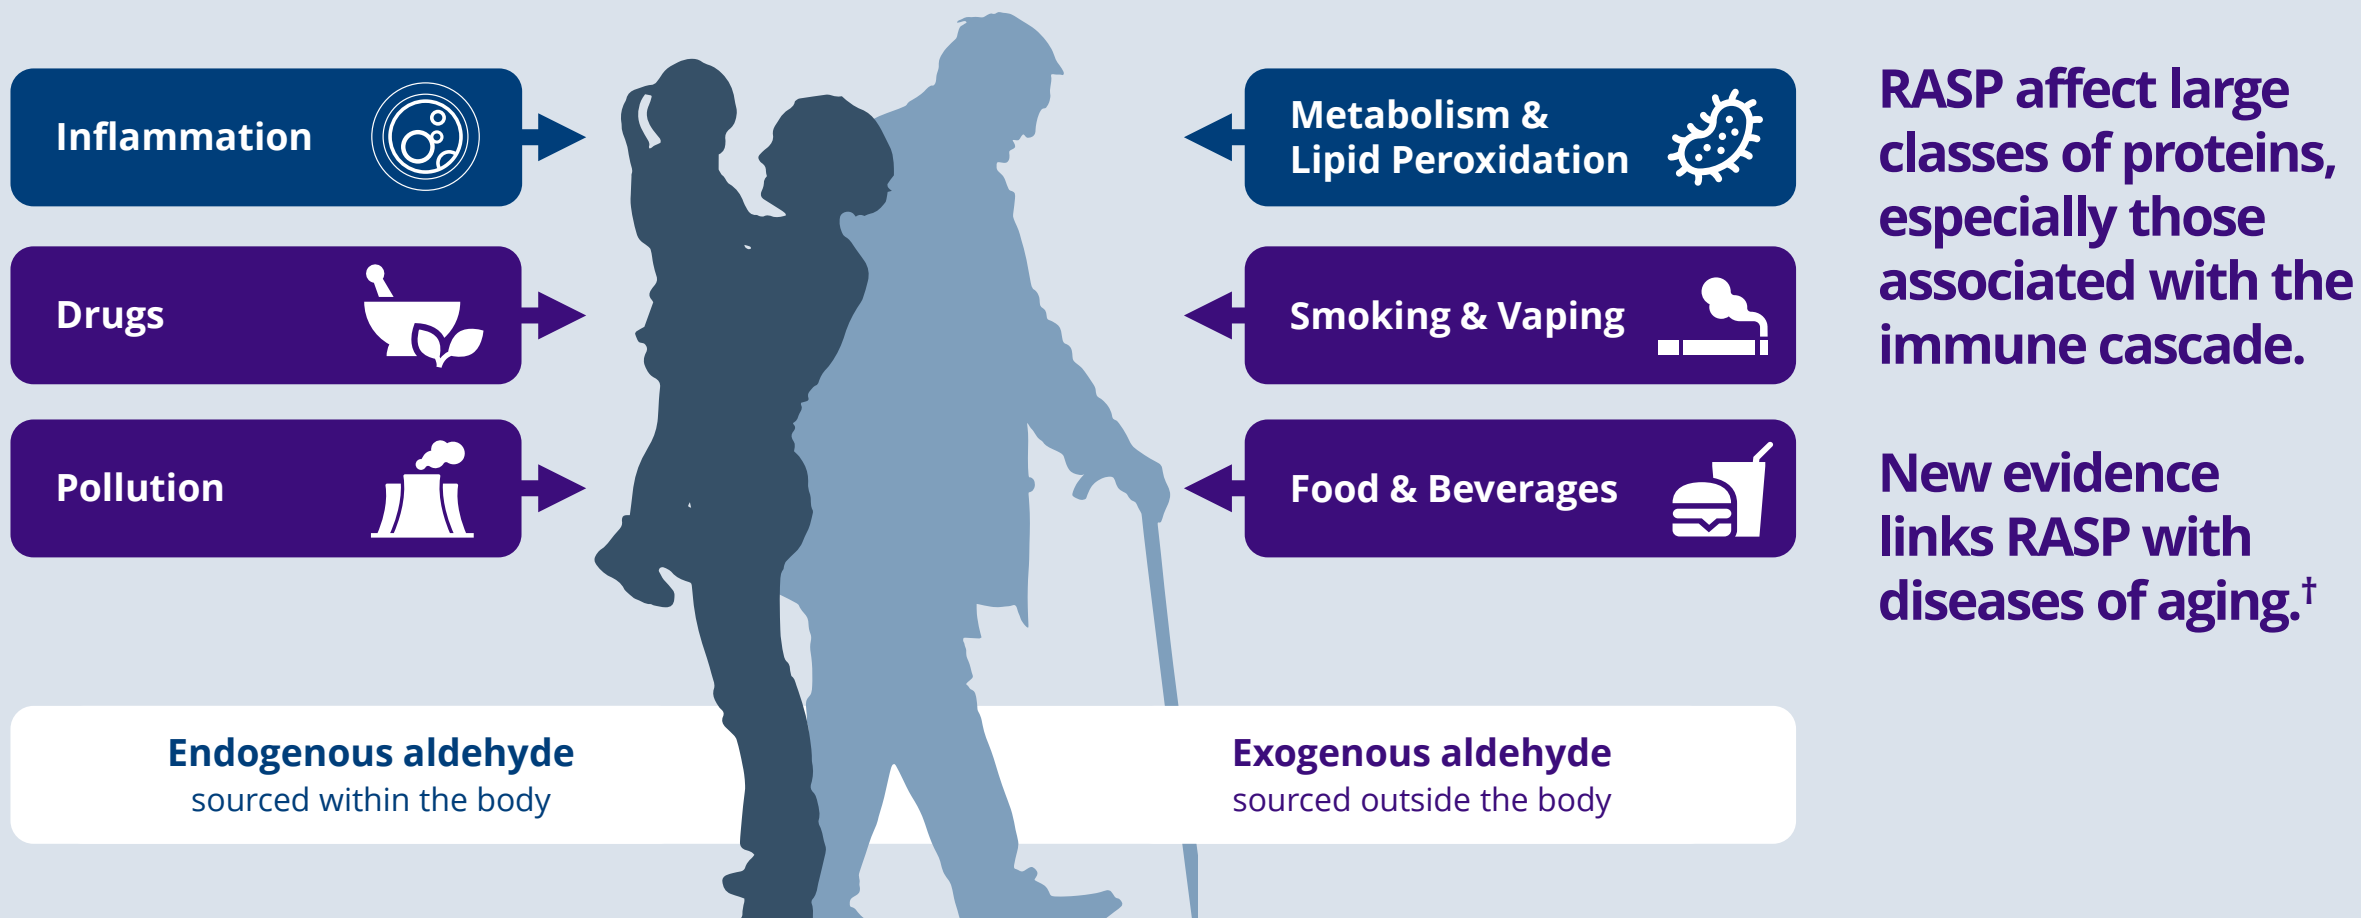 Inflammation
Drugs
Pollution
Metabolism &
Lipid Peroxidation
Smoking & Vaping
Food & Beverages
RASP affect large
classes of proteins,
especially those
associated with the
immune cascade.
New evidence
links RASP with
diseases of aging.†
Endogenous aldehyde
sourced within the body
Exogenous aldehyde
sourced outside the body